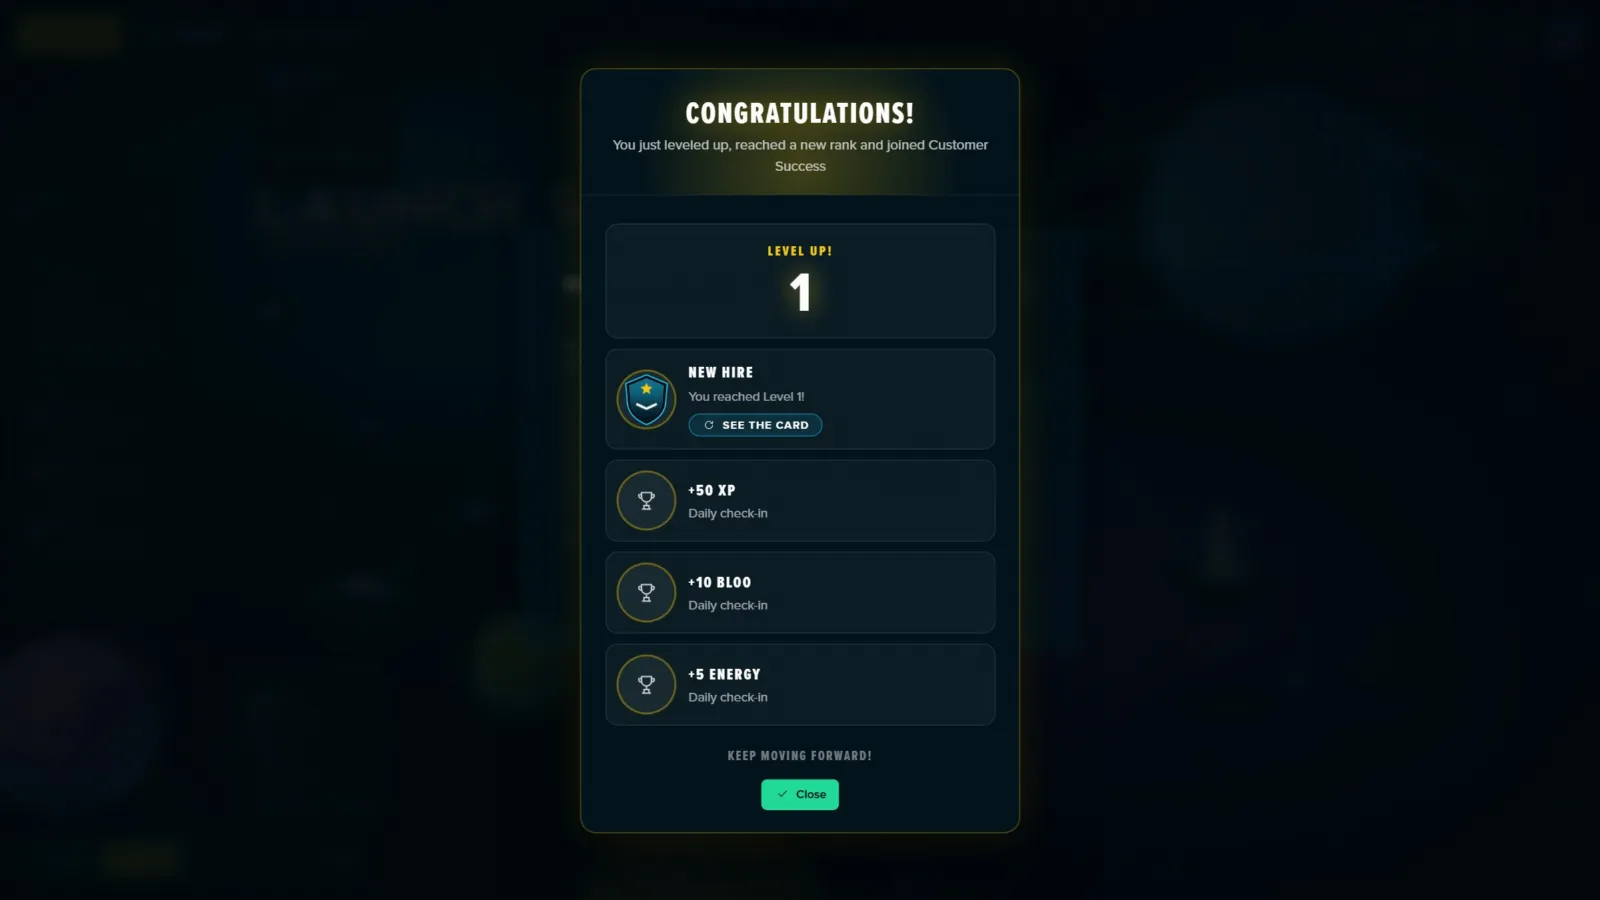 CONGRATULATIONS!
You just leveled up, reached a new rank and joined Customer
Success
LEVEL UP!
1
NEW HIRE
You reached Level 1!
SEE THE CARD
+50 XP
Daily check-in
+10 BLOO
Daily check-in
+5 ENERGY
Daily check-in
KEEP MOVING FORWARD!
Close